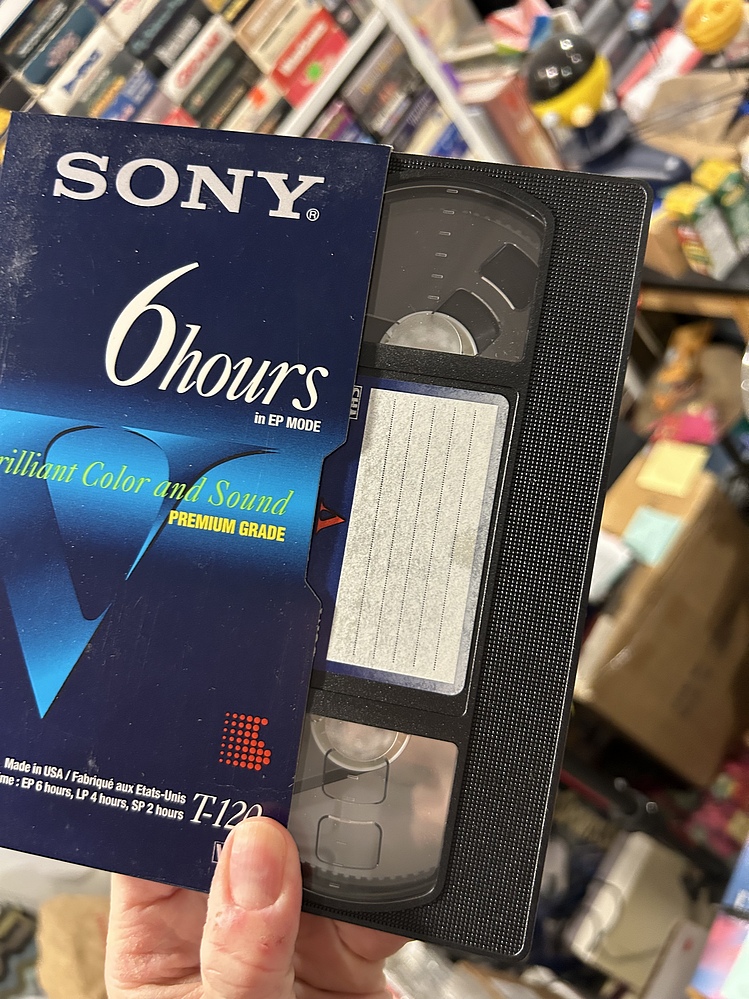 SONY®
6hours
in EP MODE
rilliant Color and Sound
PREMIUM GRADE
V
Made in USA / Fabriqué aux Etats-Unis
me : EP 6 hours, LP 4 hours, SP 2 hours
T-120